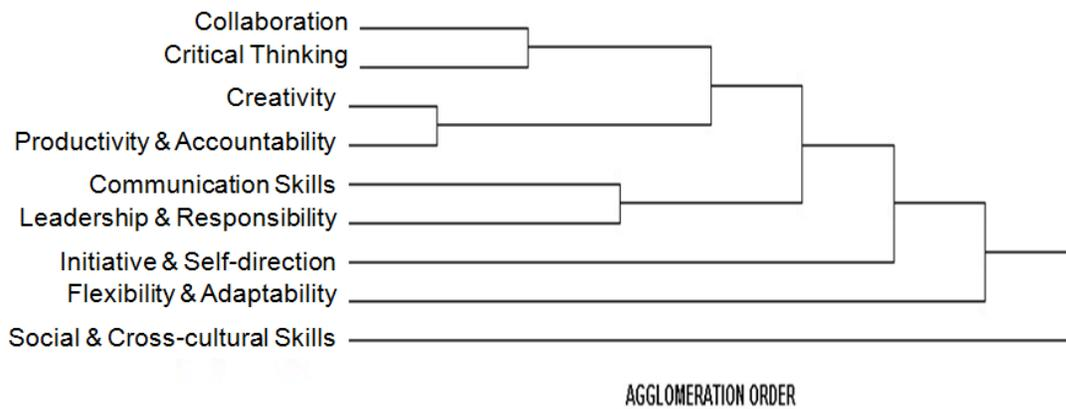 Collaboration
Critical Thinking
Creativity
Productivity & Accountability
Communication Skills
Leadership & Responsibility
Initiative & Self-direction
Flexibility & Adaptability
Social & Cross-cultural Skills
AGGLOMERATION ORDER